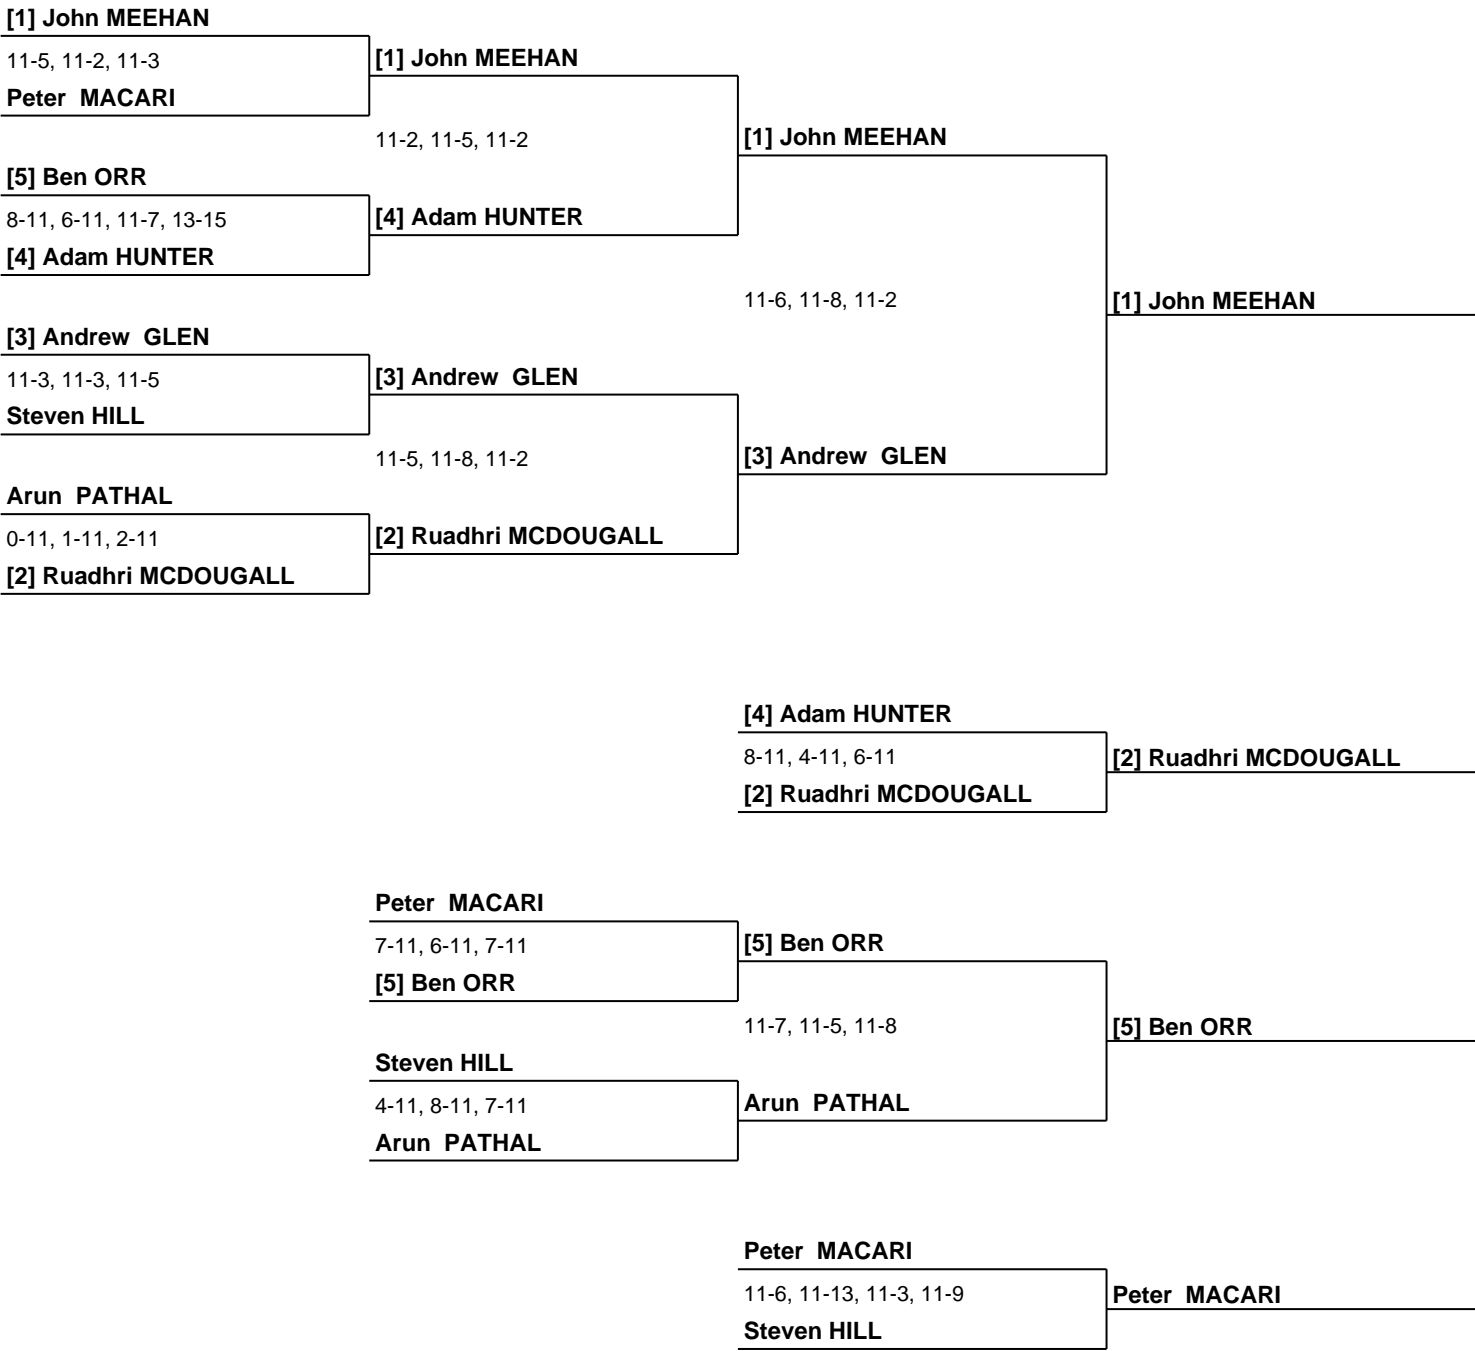 [1] John MEEHAN
11-5, 11-2, 11-3
[1] John MEEHAN
Peter  MACARI
11-2, 11-5, 11-2
[1] John MEEHAN
[5] Ben ORR
8-11, 6-11, 11-7, 13-15
[4] Adam HUNTER
[4] Adam HUNTER
11-6, 11-8, 11-2
[1] John MEEHAN
[3] Andrew  GLEN
11-3, 11-3, 11-5
[3] Andrew  GLEN
Steven HILL
11-5, 11-8, 11-2
[3] Andrew  GLEN
Arun  PATHAL
0-11, 1-11, 2-11
[2] Ruadhri MCDOUGALL
[2] Ruadhri MCDOUGALL
[4] Adam HUNTER
8-11, 4-11, 6-11
[2] Ruadhri MCDOUGALL
[2] Ruadhri MCDOUGALL
Peter  MACARI
7-11, 6-11, 7-11
[5] Ben ORR
[5] Ben ORR
11-7, 11-5, 11-8
[5] Ben ORR
Steven HILL
4-11, 8-11, 7-11
Arun  PATHAL
Arun  PATHAL
Peter  MACARI
11-6, 11-13, 11-3, 11-9
Peter  MACARI
Steven HILL